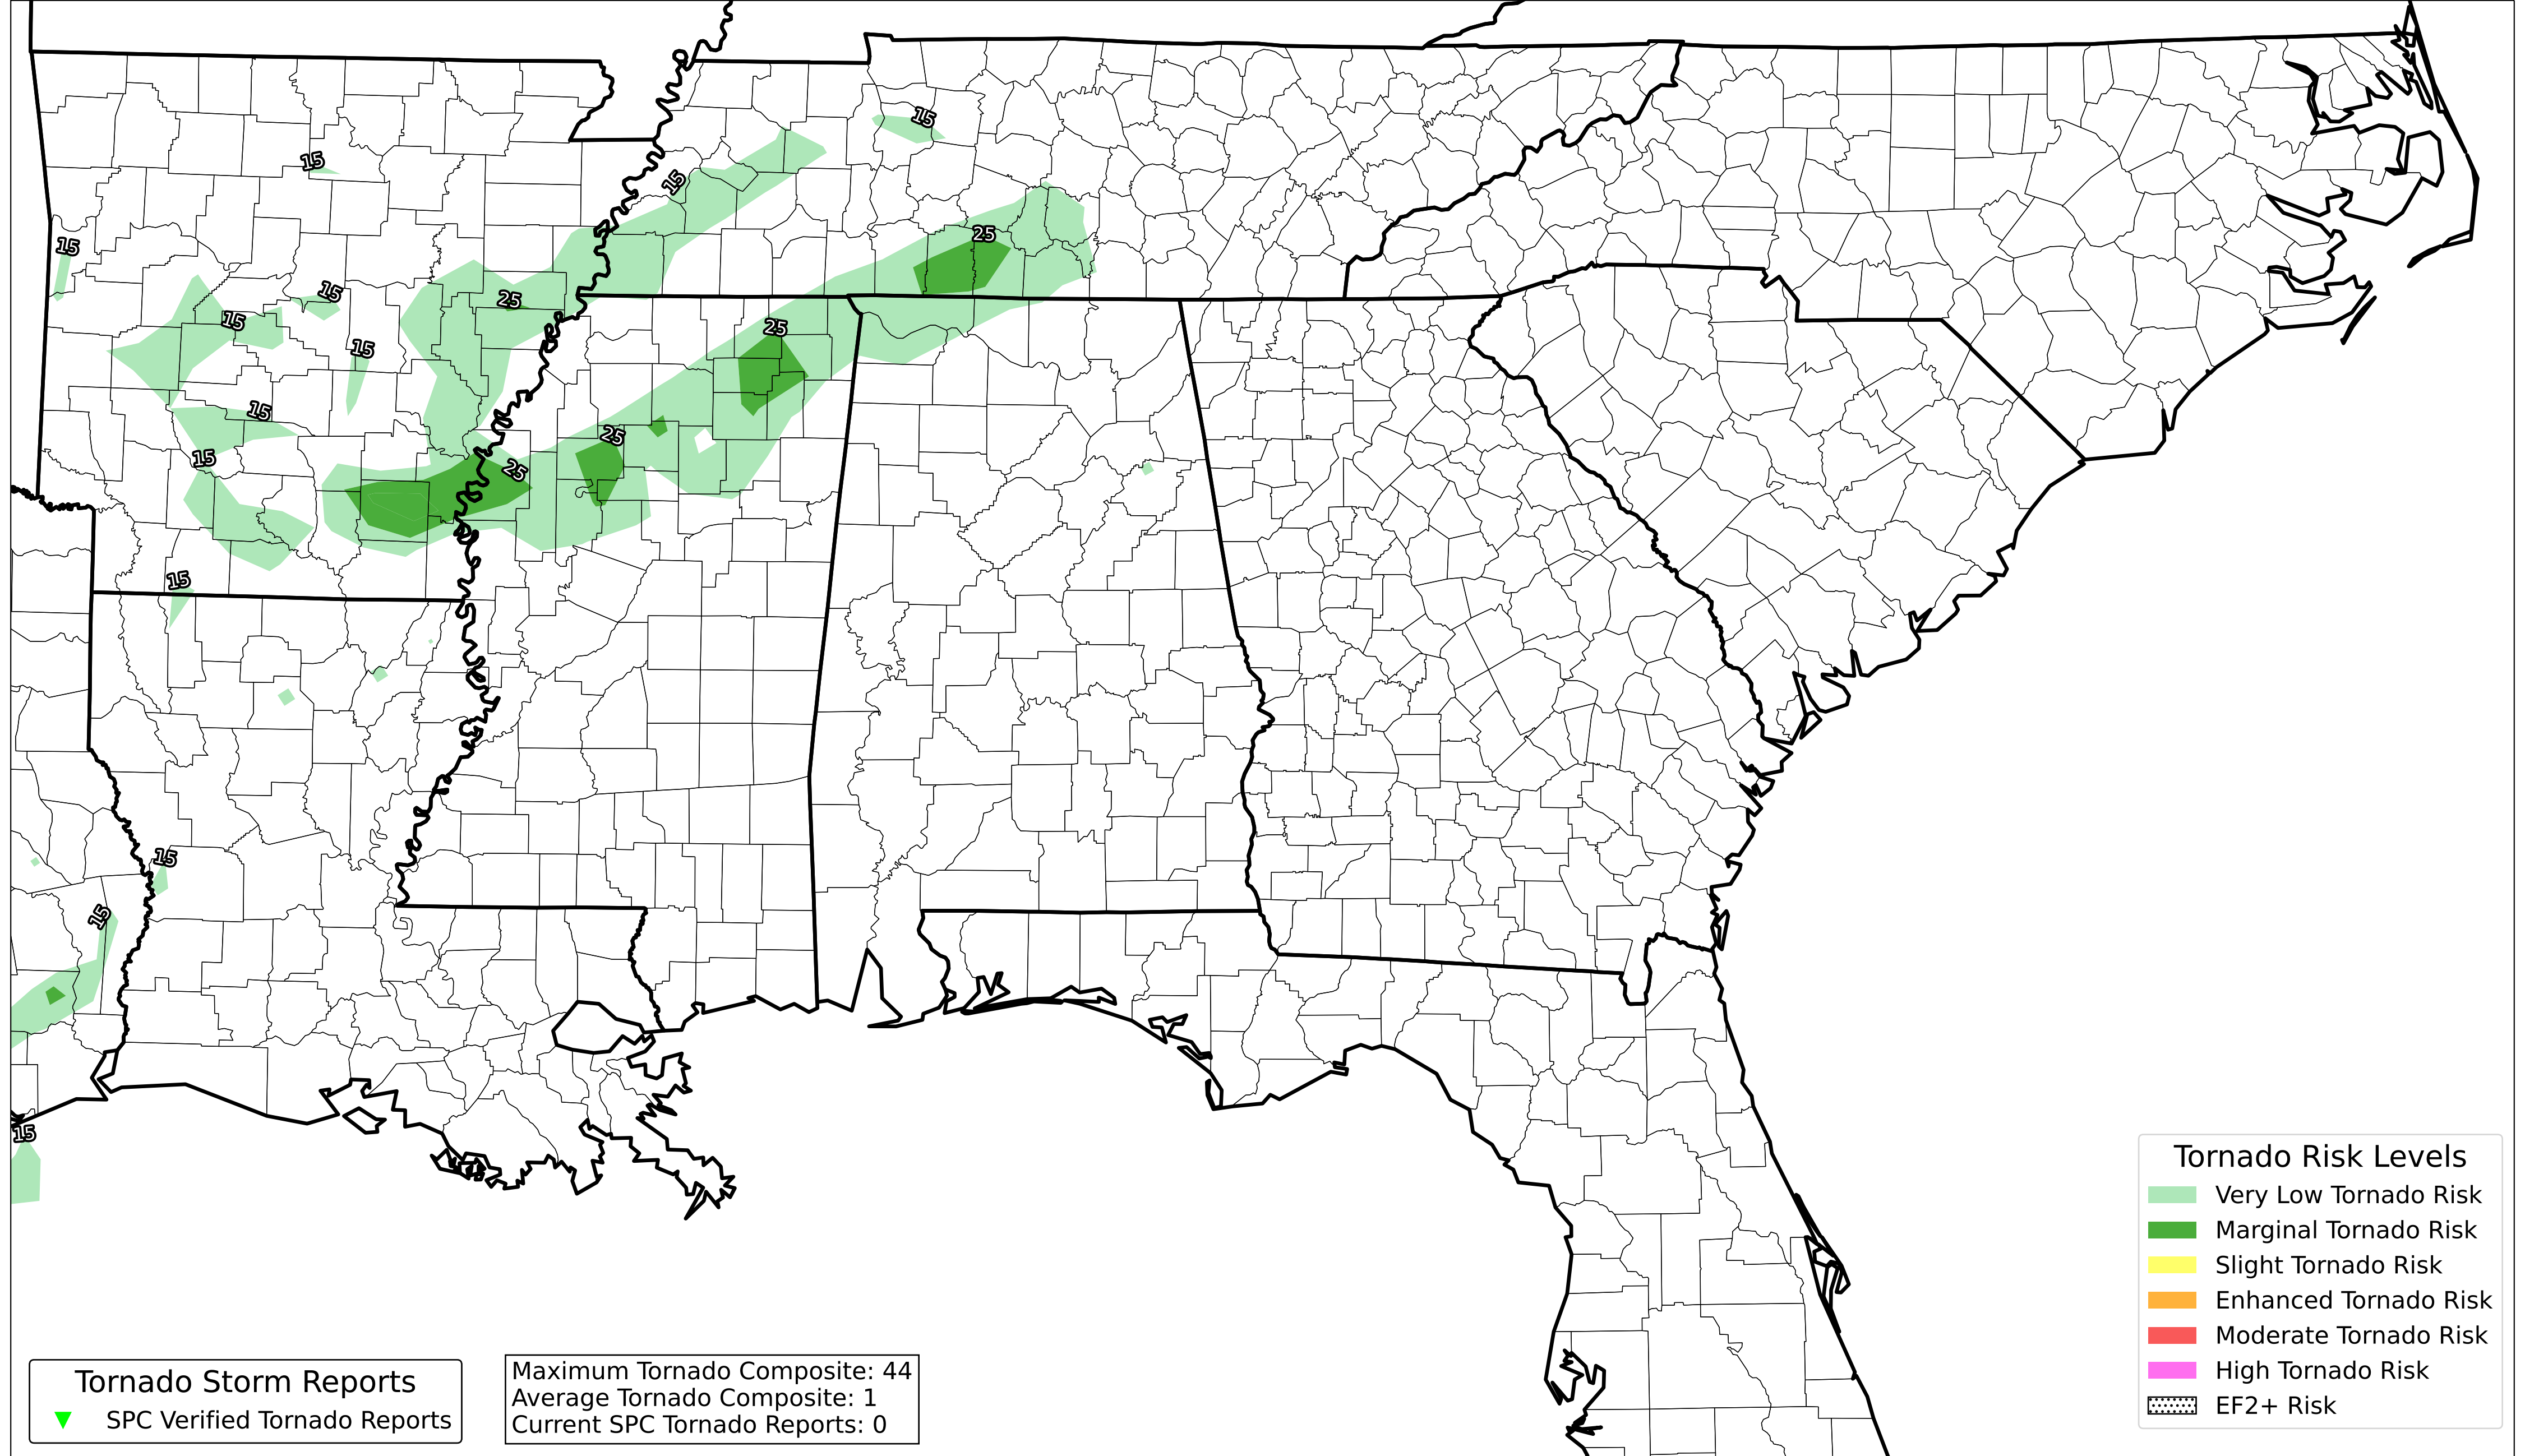 15
15
15
15
25
25
15
15
25
15
15
25
15
25
15
15
15
15
Tornado Risk Levels
Very Low Tornado Risk
Marginal Tornado Risk
Slight Tornado Risk
Enhanced Tornado Risk
Moderate Tornado Risk
High Tornado Risk
EF2+ Risk
Tornado Storm Reports
SPC Verified Tornado Reports
Maximum Tornado Composite: 44
Average Tornado Composite: 1
Current SPC Tornado Reports: 0